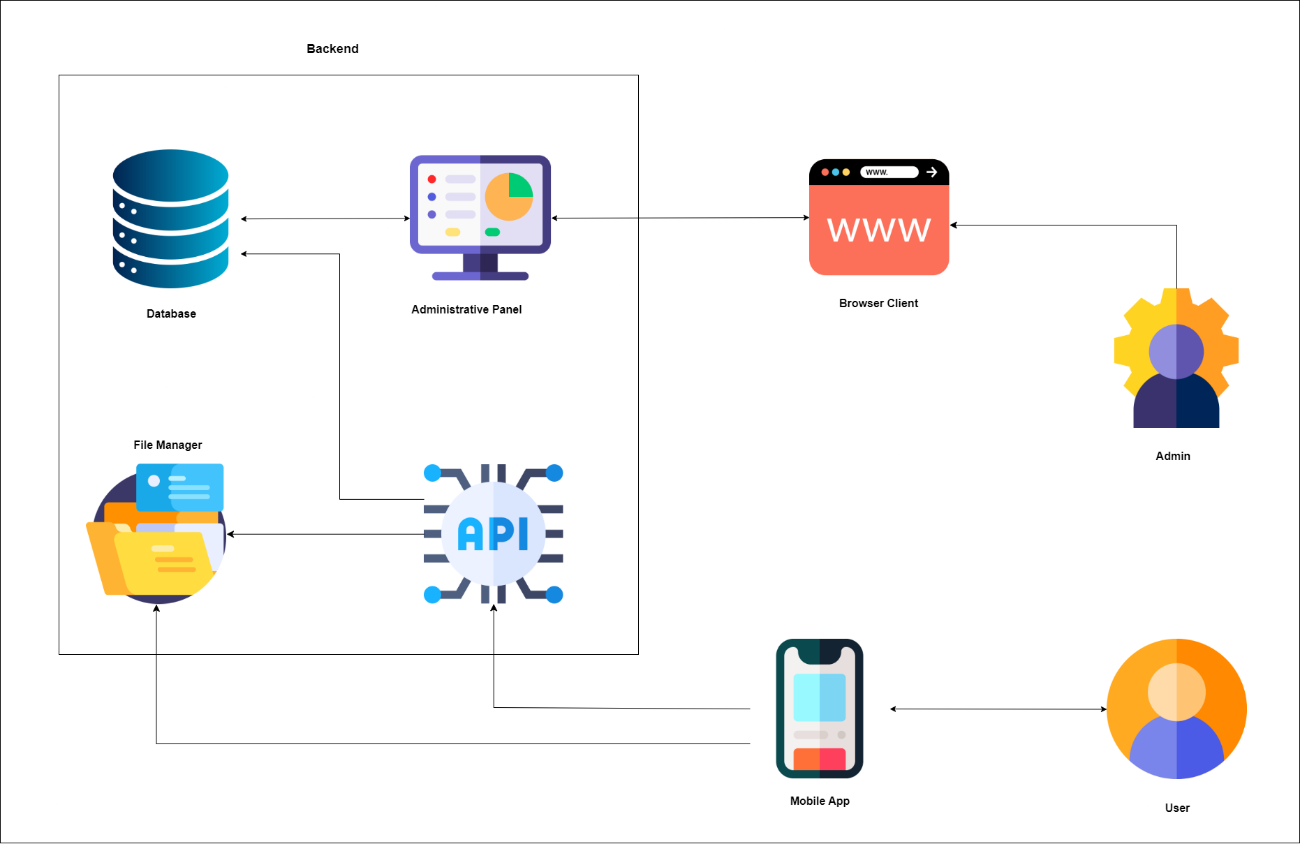 Backend
www.
WWW
Database
Administrative Panel
Browser Client
Admin
File Manager
API
Mobile App
User